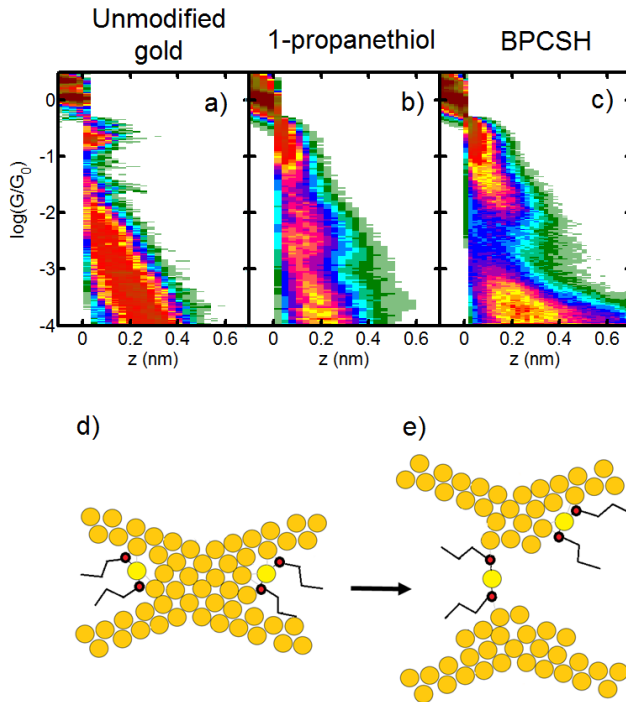 Unmodified
gold
1-propanethiol
BPCSH
a)
b)
c)
log(G/G₀)
0
-1
-2
-3
-4
0 0.2 0.4 0.6
0 0.2 0.4 0.6
0 0.2 0.4 0.6
z (nm)
z (nm)
z (nm)
d)
e)